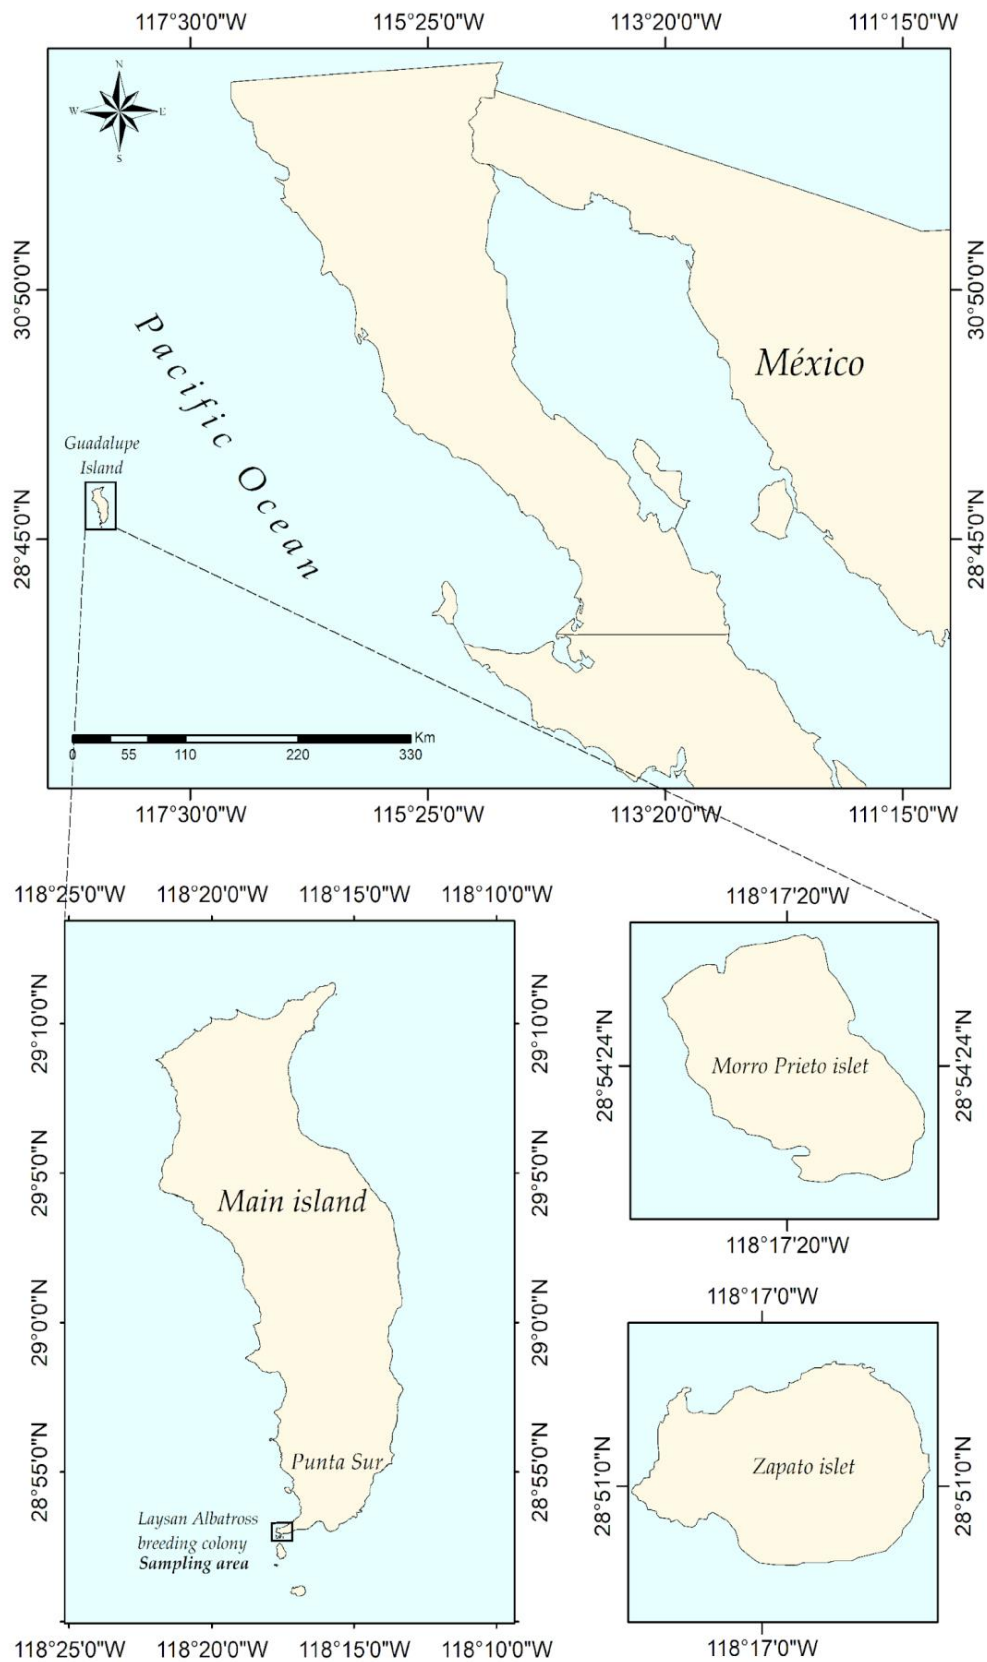 117°30'0"W 115°25'0"W 113°20'0"W 111°15'0"W
N
W E
S
30°50'0"N 30°50'0"N
Pacific Ocean
México
Guadalupe
Island
28°45'0"N 28°45'0"N
Km
0 55 110 220 330
117°30'0"W 115°25'0"W 113°20'0"W 111°15'0"W
118°25'0"W 118°20'0"W 118°15'0"W 118°10'0"W
29°10'0"N 29°10'0"N
29°5'0"N 29°5'0"N
Main island
29°0'0"N 29°0'0"N
Punta Sur
28°55'0"N 28°55'0"N
Laysan Albatross
breeding colony
Sampling area
118°25'0"W 118°20'0"W 118°15'0"W 118°10'0"W
118°17'20"W
28°54'24"N 28°54'24"N
Morro Prieto islet
118°17'20"W
118°17'0"W
Zapato islet
28°51'0"N 28°51'0"N
118°17'0"W